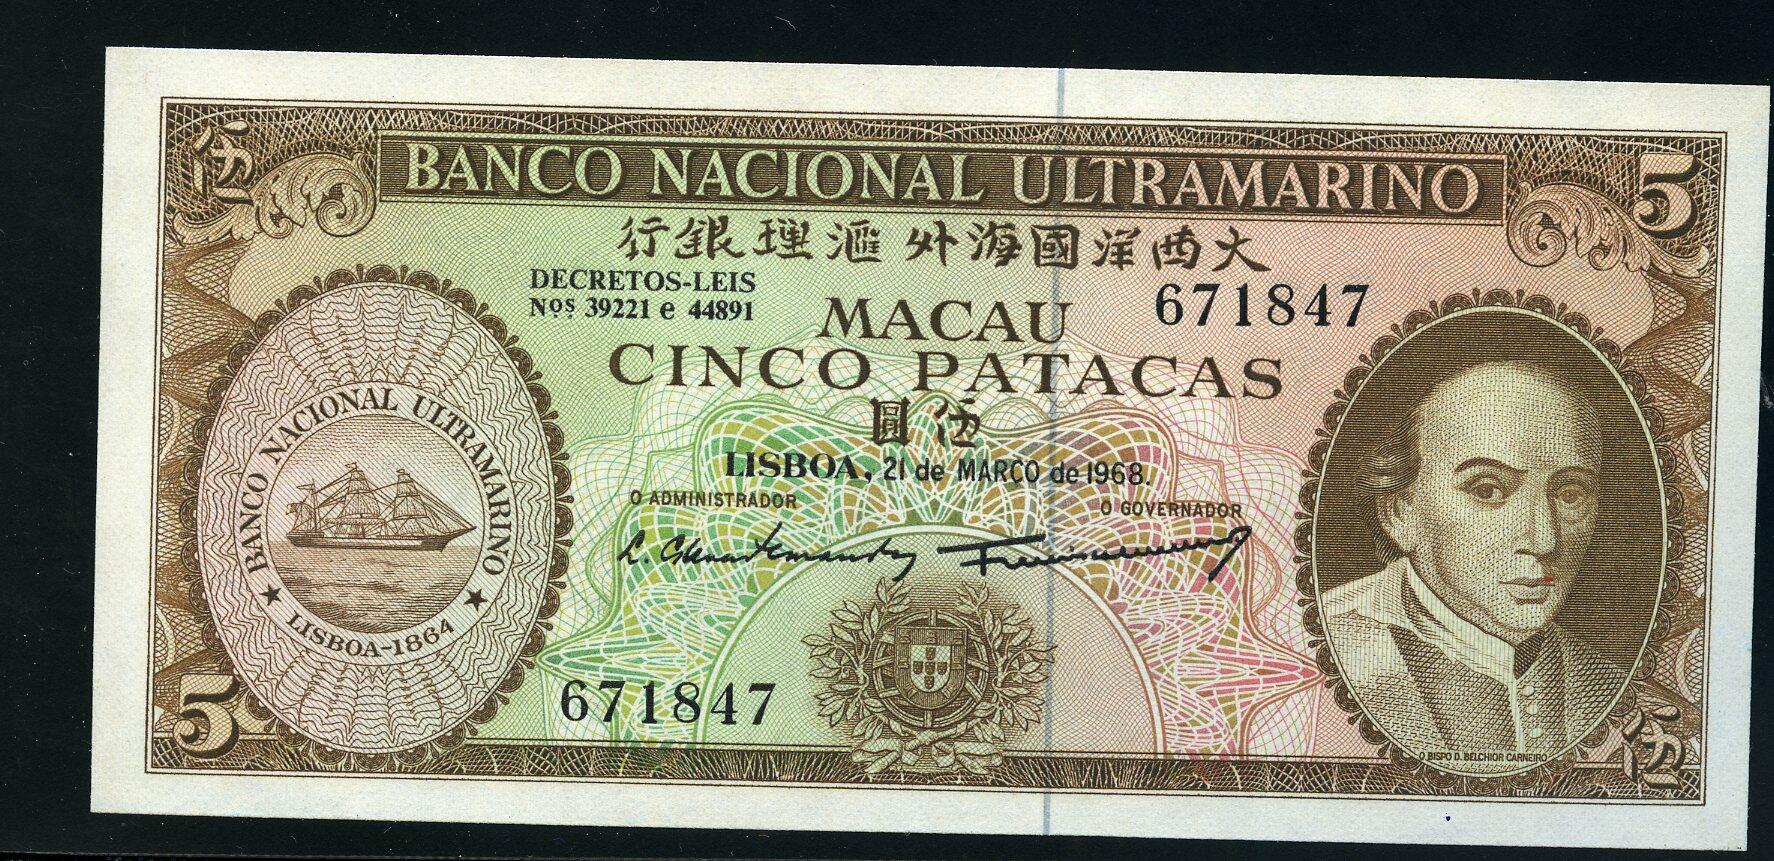 伍
5
BANCO NACIONAL ULTRAMARINO
行銀理滙外海國洋西大
DECRETOS-LEIS
Nos. 39221 e 44891
MACAU
671847
CINCO PATACAS
圓伍
LISBOA, 21 de MARÇO de 1968.
O ADMINISTRADOR
O GOVERNADOR
BANCO NACIONAL ULTRAMARINO
★ LISBOA-1864 ★
671847
5
O BISPO D. BELCHIOR CARNEIRO
伍